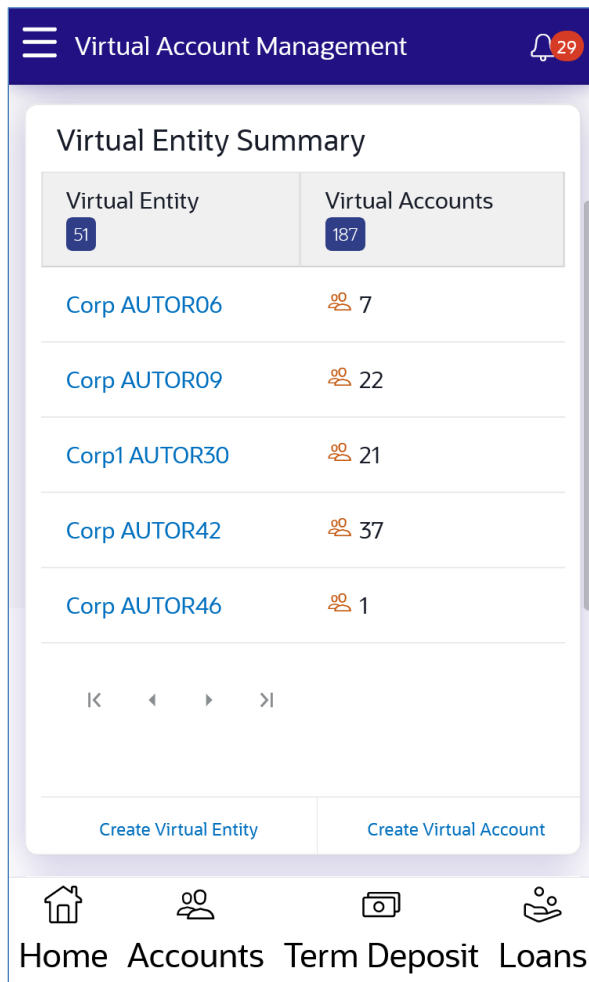 Virtual Account Management 29
Virtual Entity Summary
Virtual Entity Virtual Accounts
51 187
Corp AUTOR06 7
Corp AUTOR09 22
Corp1 AUTOR30 21
Corp AUTOR42 37
Corp AUTOR46 1
Create Virtual Entity Create Virtual Account
Home Accounts Term Deposit Loans